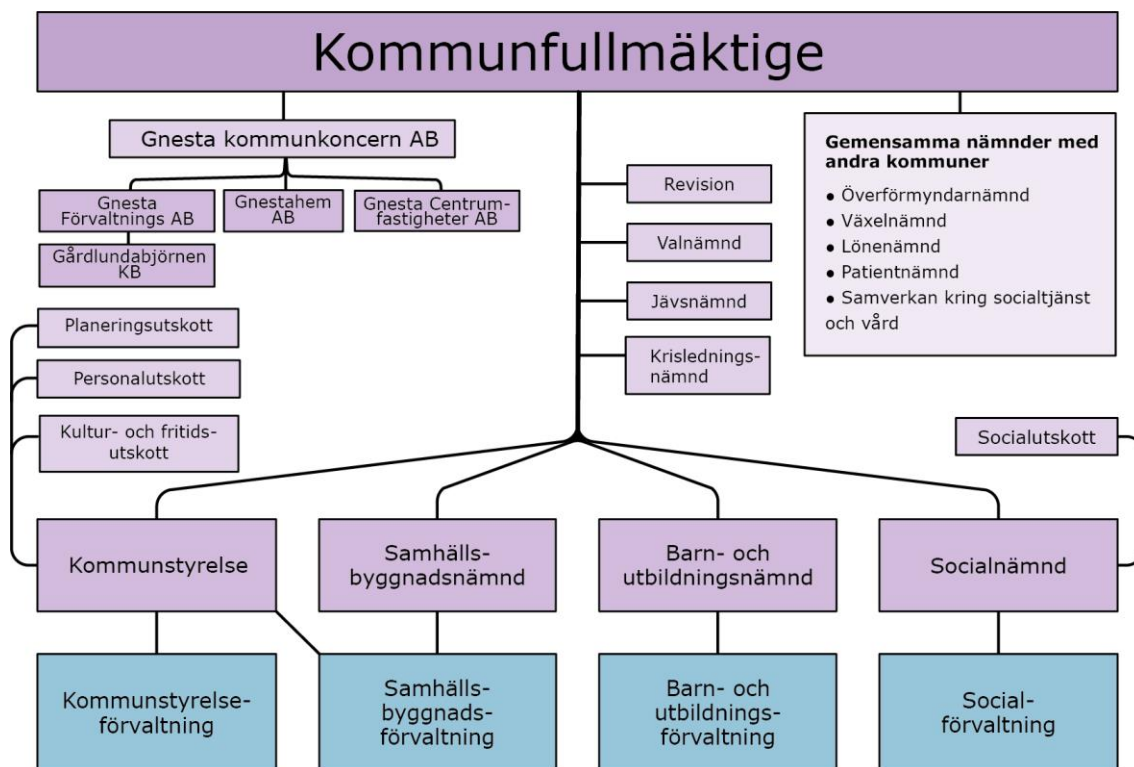 Kommunfullmäktige
Gnesta kommunkoncern AB
Gnesta
Förvaltnings AB
Gnestahem
AB
Gnesta Centrum-
fastigheter AB
Gårdlundabjörnen
KB
Planeringsutskott
Personalutskott
Kultur- och fritids-
utskott
Revision
Valnämnd
Jävsnämnd
Krislednings-
nämnd
Gemensamma nämnder med
andra kommuner
● Överförmyndarnämnd
● Växelnämnd
● Lönenämnd
● Patientnämnd
● Samverkan kring socialtjänst
och vård
Socialutskott
Kommunstyrelse
Samhälls-
byggnadsnämnd
Barn- och
utbildningsnämnd
Socialnämnd
Kommunstyrelse-
förvaltning
Samhälls-
byggnads-
förvaltning
Barn- och
utbildnings-
förvaltning
Social-
förvaltning